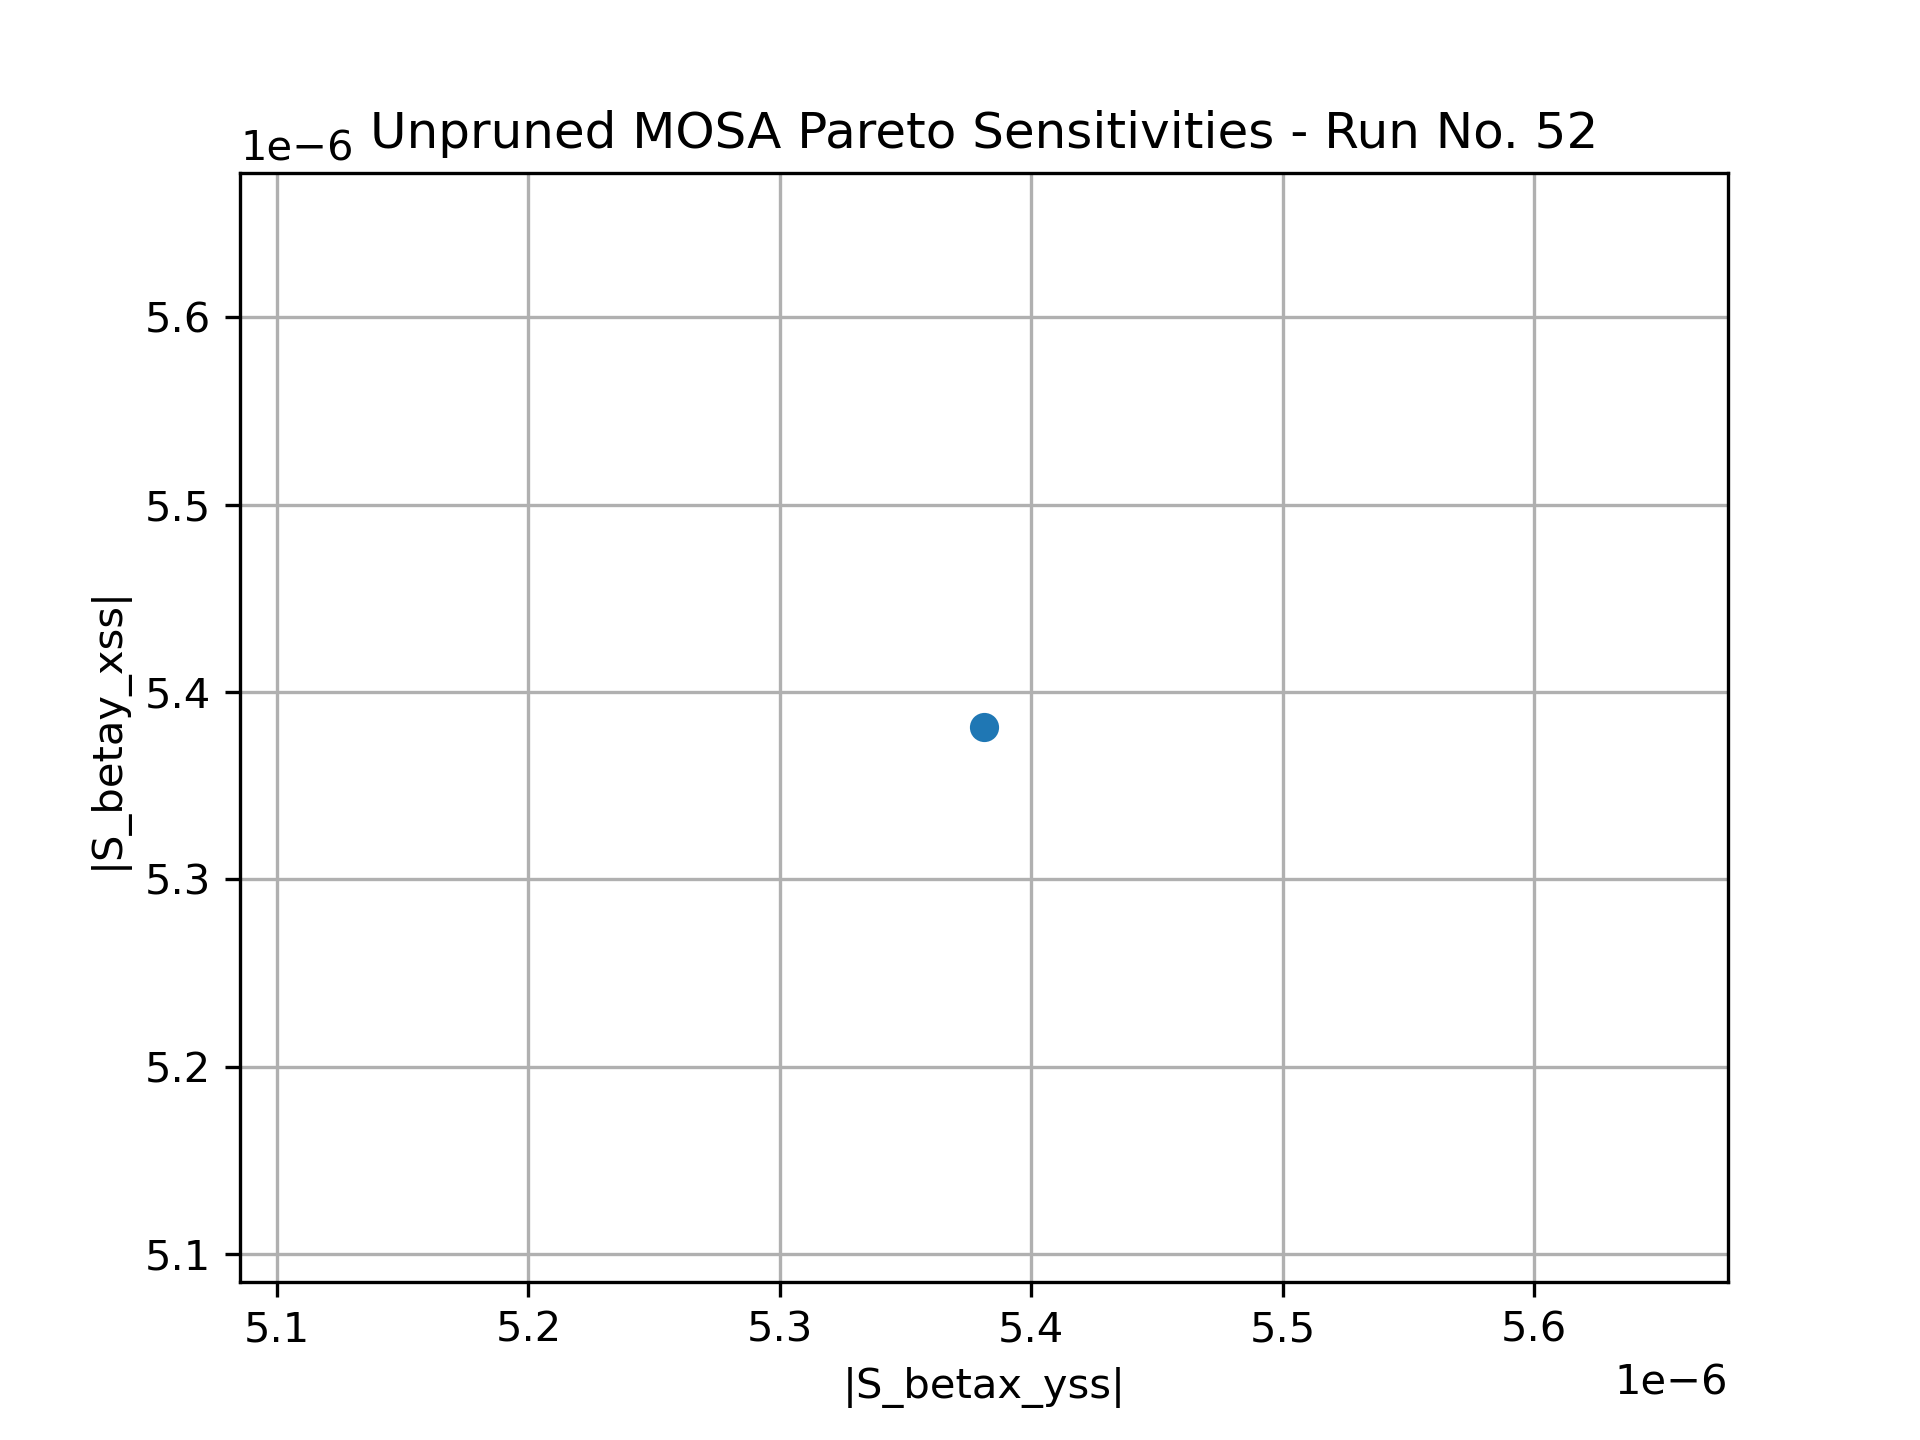 Unpruned MOSA Pareto Sensitivities - Run No. 52
1e−6
5.6
5.5
5.4
5.3
5.2
5.1
|S_betay_xss|
5.1 5.2 5.3 5.4 5.5 5.6
|S_betax_yss|
1e−6